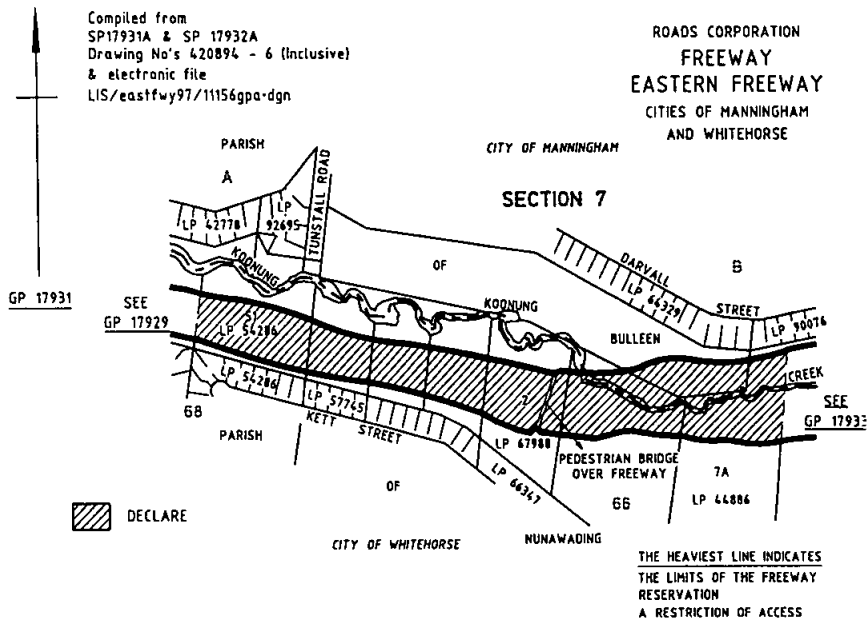 Compiled from
SP17931A & SP 17932A
Drawing No's 420894 - 6 (Inclusive)
& electronic file
LIS/eastfwy97/11156gpa.dgn
ROADS CORPORATION
FREEWAY
EASTERN FREEWAY
CITIES OF MANNINGHAM
AND WHITEHORSE
PARISH
CITY OF MANNINGHAM
A
SECTION 7
TUNSTALL ROAD
LP 42778
LP
92695
OF
DARVALL
STREET
B
LP 66329
KOONUNG
KOONUNG
GP 17931
SEE
GP 17929
51
LP 54286
BULLEEN
LP 90076
CREEK
SEE
GP 17933
LP 54286
68
LP 57745
2
PARISH
KETT STREET
LP 67988
PEDESTRIAN BRIDGE
OVER FREEWAY
7A
LP 44886
OF
LP 66347
66
DECLARE
CITY OF WHITEHORSE
NUNAWADING
THE HEAVIEST LINE INDICATES
THE LIMITS OF THE FREEWAY
RESERVATION
A RESTRICTION OF ACCESS